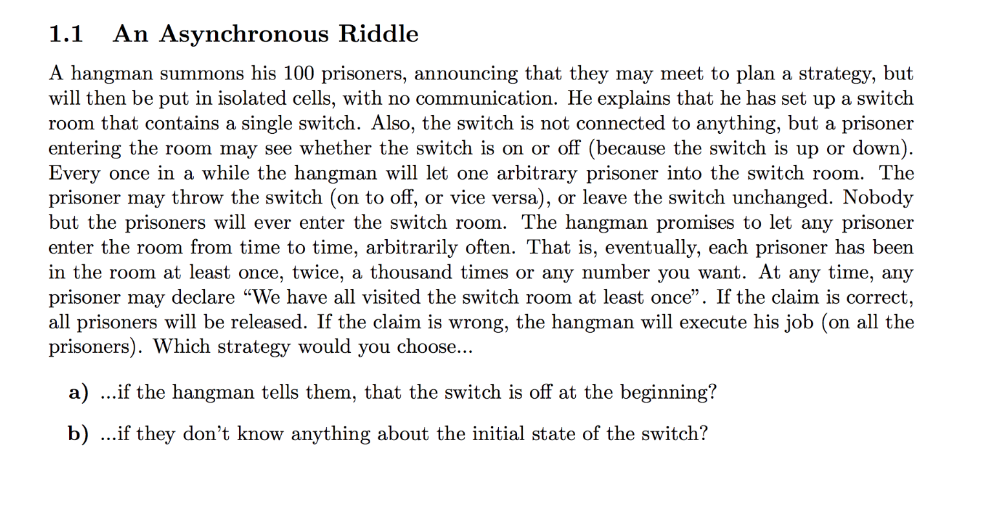 1.1 An Asynchronous Riddle
A hangman summons his 100 prisoners, announcing that they may meet to plan a strategy, but
will then be put in isolated cells, with no communication. He explains that he has set up a switch
room that contains a single switch. Also, the switch is not connected to anything, but a prisoner
entering the room may see whether the switch is on or off (because the switch is up or down).
Every once in a while the hangman will let one arbitrary prisoner into the switch room. The
prisoner may throw the switch (on to off, or vice versa), or leave the switch unchanged. Nobody
but the prisoners will ever enter the switch room. The hangman promises to let any prisoner
enter the room from time to time, arbitrarily often. That is, eventually, each prisoner has been
in the room at least once, twice, a thousand times or any number you want. At any time, any
prisoner may declare “We have all visited the switch room at least once”. If the claim is correct,
all prisoners will be released. If the claim is wrong, the hangman will execute his job (on all the
prisoners). Which strategy would you choose...
a) ...if the hangman tells them, that the switch is off at the beginning?
b) ...if they don’t know anything about the initial state of the switch?